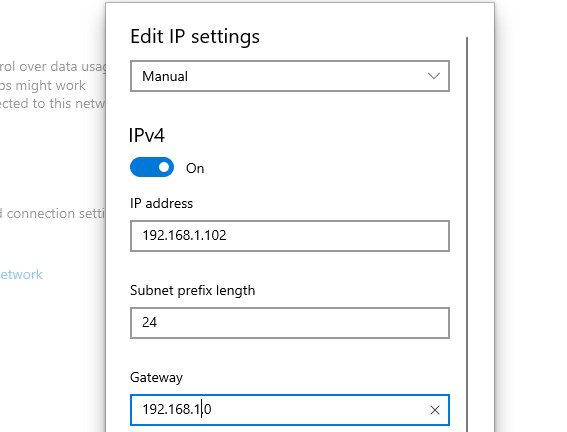 Edit IP settings
Manual
rol over data usag
ps might work
ected to this netw
IPv4
On
IP address
d connection setti
192.168.1.102
etwork
Subnet prefix length
24
Gateway
192.168.1.0